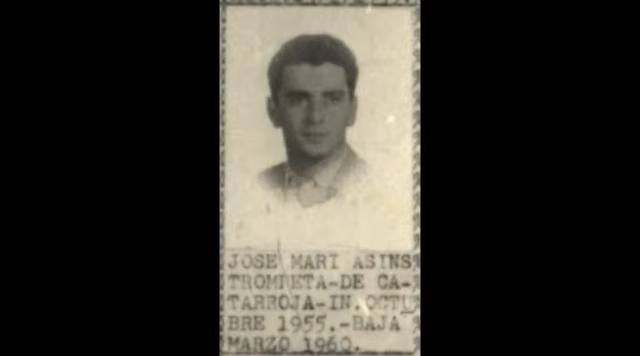 JOSE MARI ASINS
TROMPETA-DE CA-
TARROJA-IN.OCTU
BRE 1955.-BAJA
MARZO 1960.